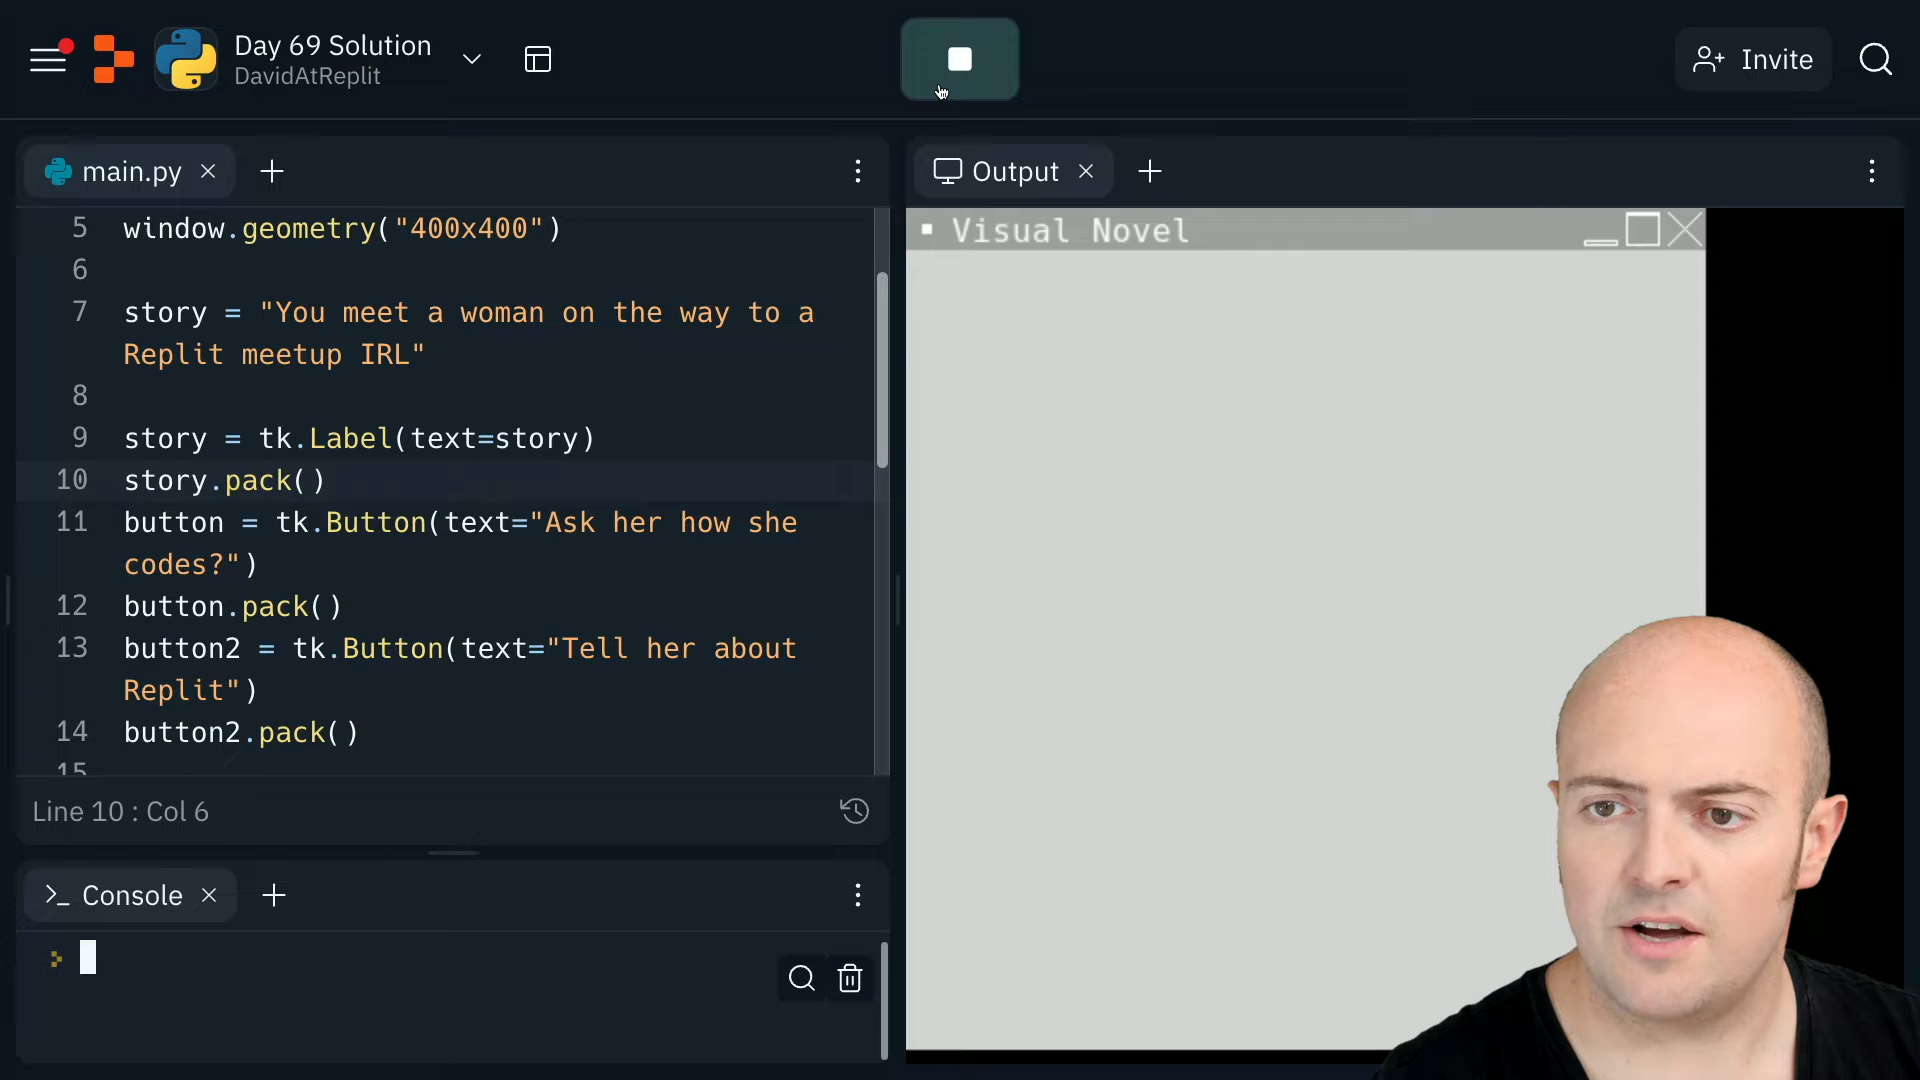 Day 69 Solution
DavidAtReplit
Invite
main.py
Output
5 window.geometry("400x400")
6
7 story = "You meet a woman on the way to a
Replit meetup IRL"
8
9 story = tk.Label(text=story)
10 story.pack()
11 button = tk.Button(text="Ask her how she
codes?")
12 button.pack()
13 button2 = tk.Button(text="Tell her about
Replit")
14 button2.pack()
15
Line 10 : Col 6
Console
Visual Novel